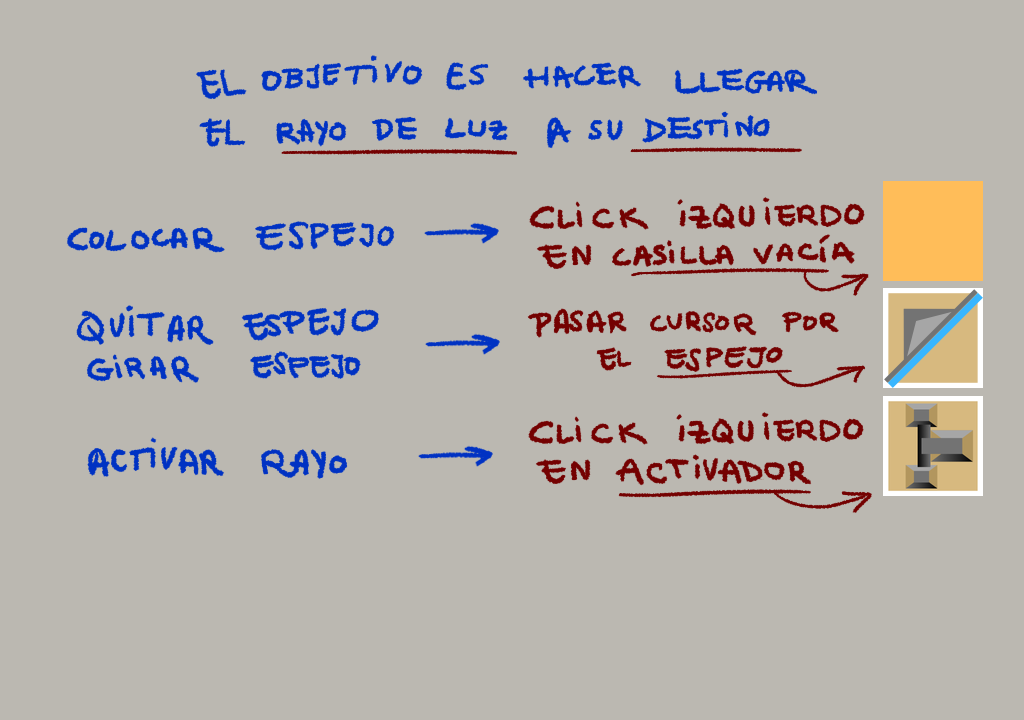 EL OBJETIVO ES HACER LLEGAR
EL RAYO DE LUZ A SU DESTINO
COLOCAR ESPEJO → CLICK IZQUIERDO
EN CASILLA VACÍA
QUITAR ESPEJO
GIRAR ESPEJO → PASAR CURSOR POR
EL ESPEJO
ACTIVAR RAYO → CLICK IZQUIERDO
EN ACTIVADOR